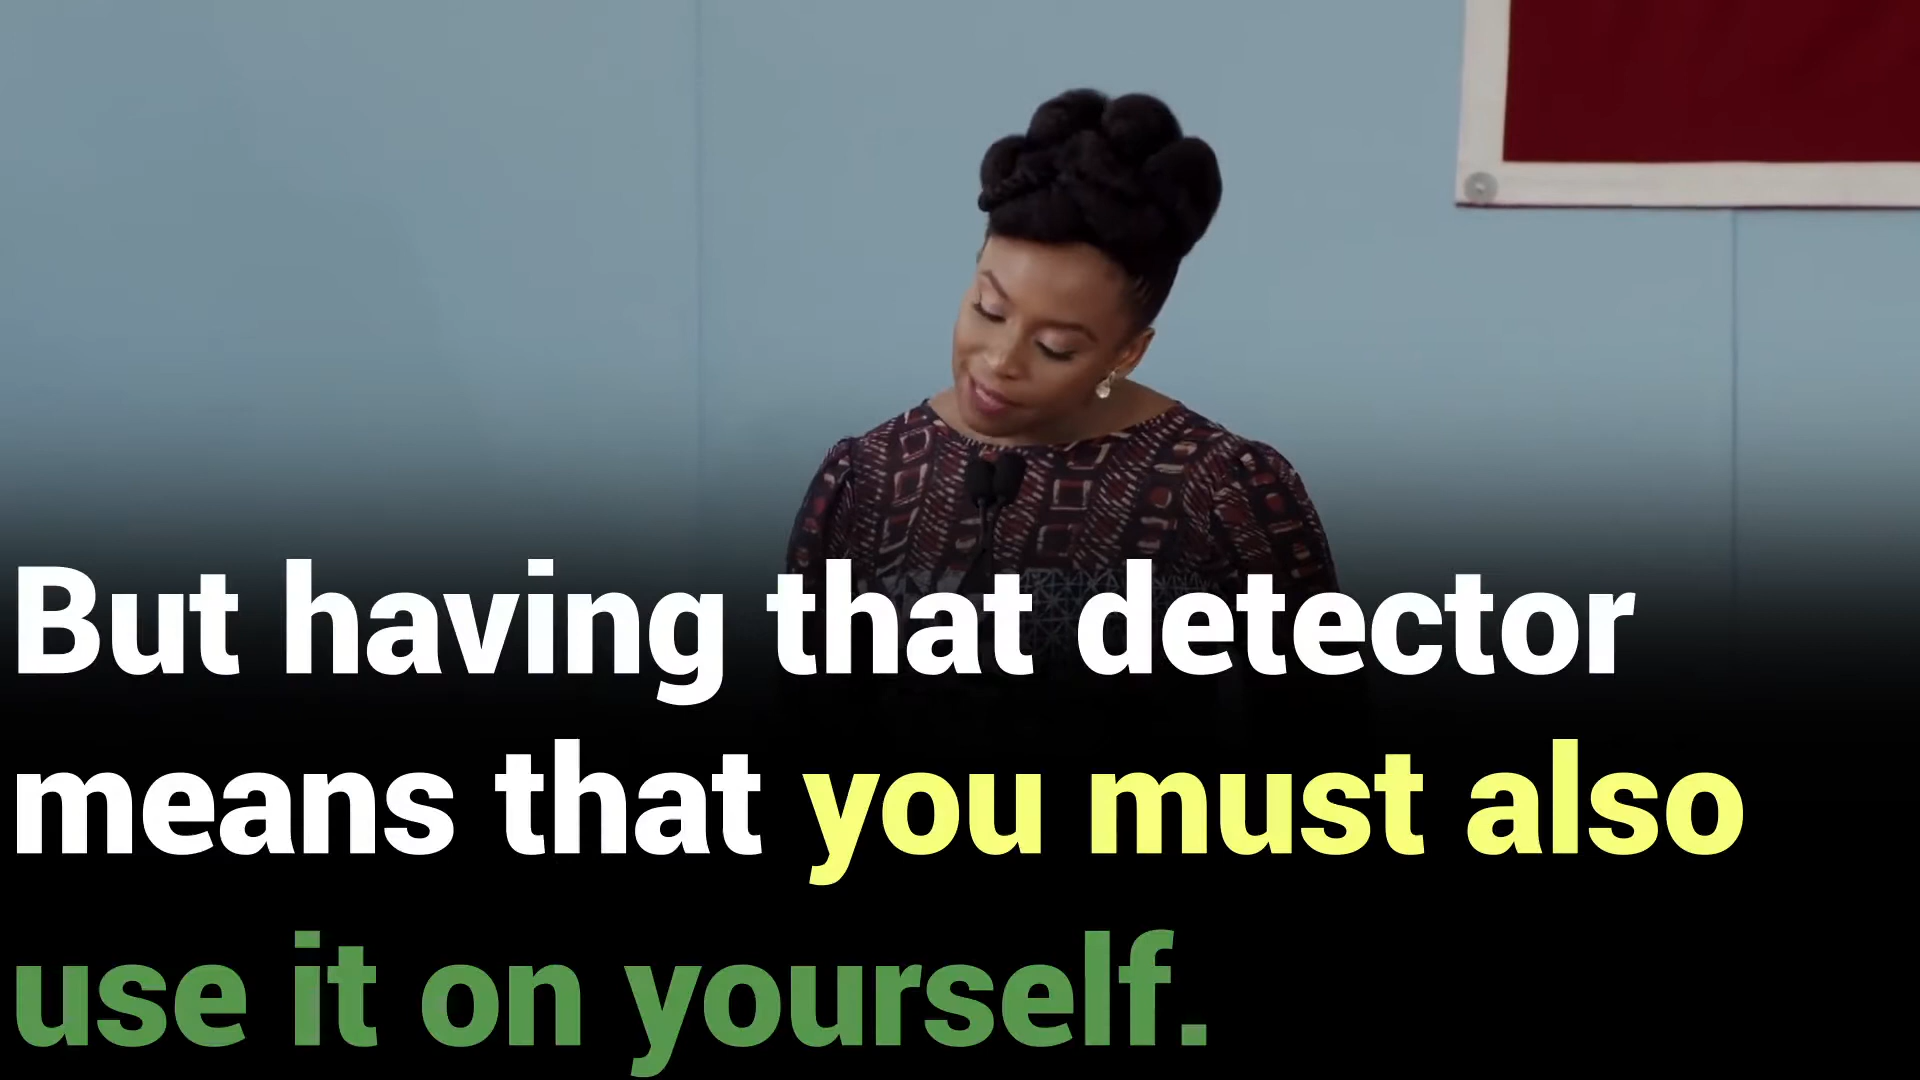 But having that detector
means that you must also
use it on yourself.